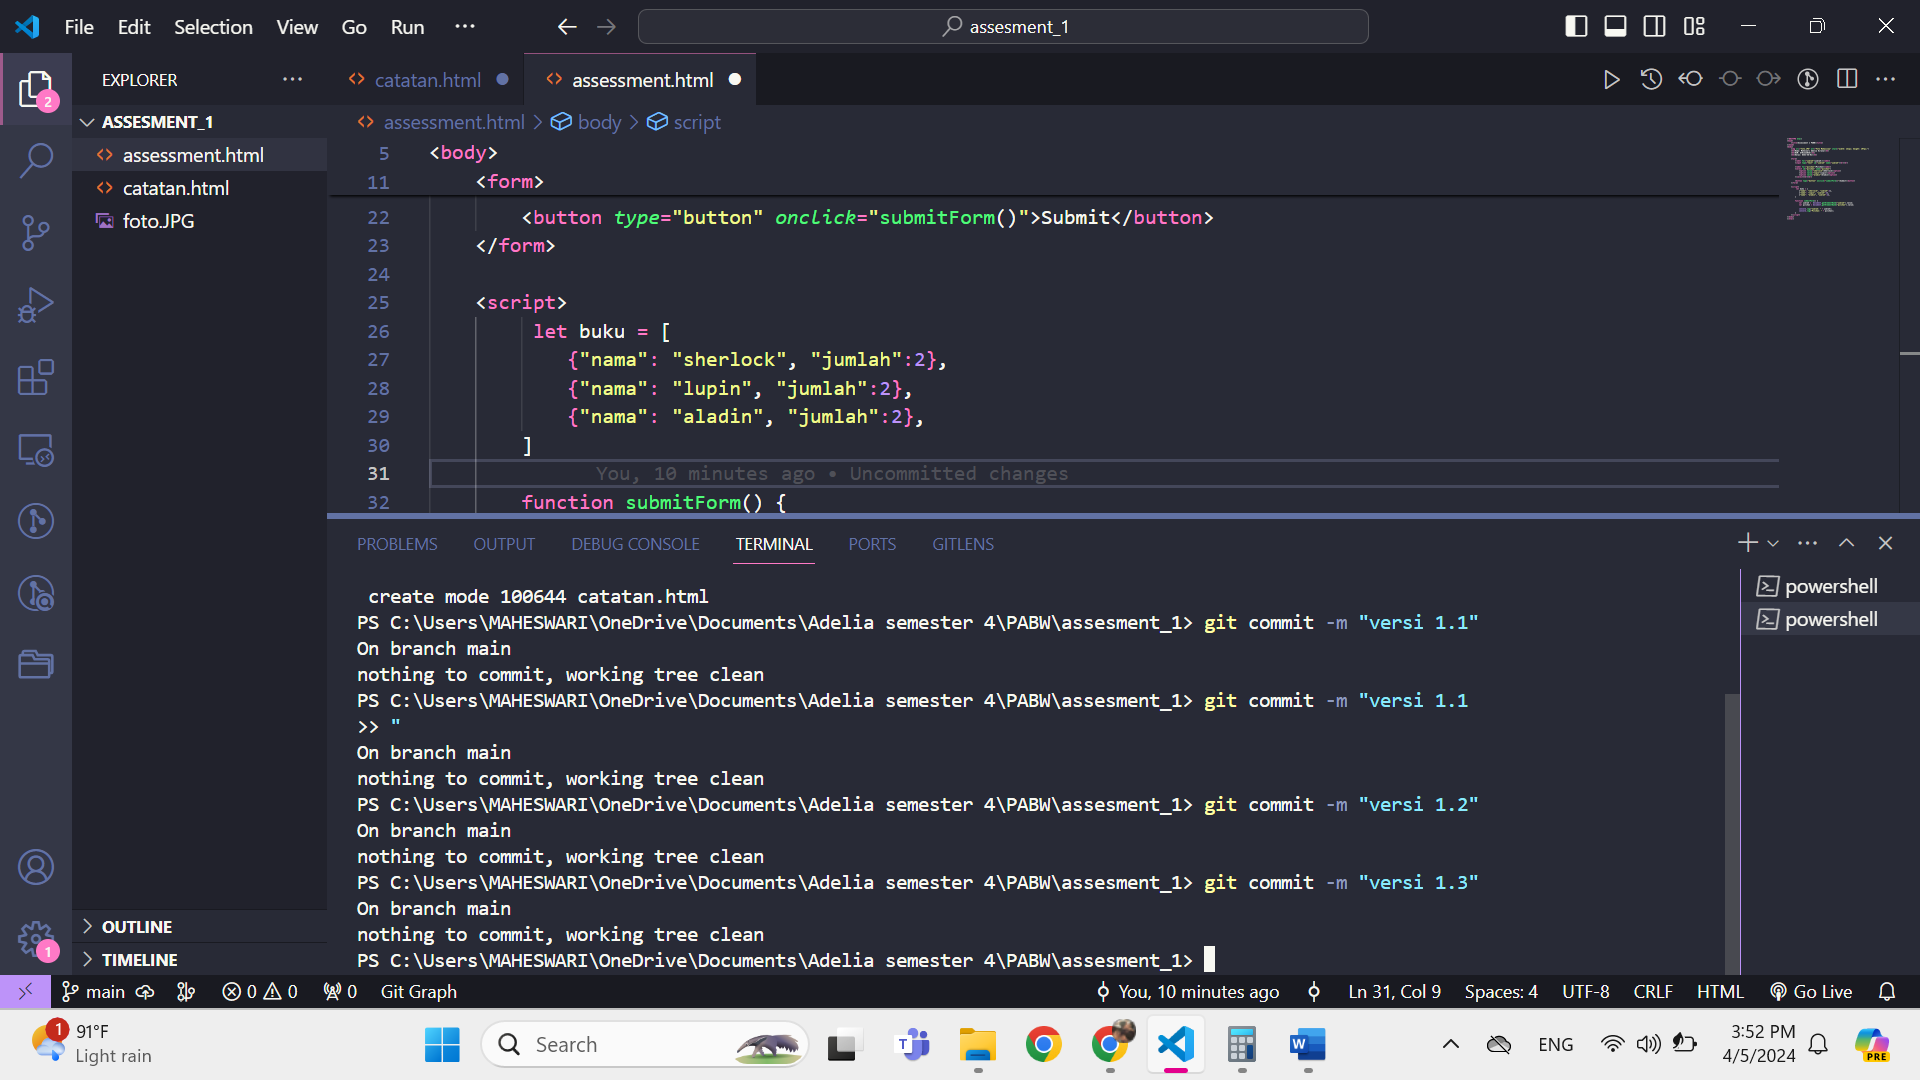 File Edit Selection View Go Run ···
assesment_1
EXPLORER
catatan.html
assessment.html
2
ASSESMENT_1
assessment.html
catatan.html
foto.JPG
assessment.html > body > script
5 <body>
11 <form>
22 <button type="button" onclick="submitForm()">Submit</button>
23 </form>
24
25 <script>
26 let buku = [
27 {"nama": "sherlock", "jumlah":2},
28 {"nama": "lupin", "jumlah":2},
29 {"nama": "aladin", "jumlah":2},
30 ]
31 You, 10 minutes ago • Uncommitted changes
32 function submitForm() {
PROBLEMS OUTPUT DEBUG CONSOLE TERMINAL PORTS GITLENS
powershell
powershell
create mode 100644 catatan.html
PS C:\Users\MAHESWARI\OneDrive\Documents\Adelia semester 4\PABW\assesment_1> git commit -m "versi 1.1"
On branch main
nothing to commit, working tree clean
PS C:\Users\MAHESWARI\OneDrive\Documents\Adelia semester 4\PABW\assesment_1> git commit -m "versi 1.1
>> "
On branch main
nothing to commit, working tree clean
PS C:\Users\MAHESWARI\OneDrive\Documents\Adelia semester 4\PABW\assesment_1> git commit -m "versi 1.2"
On branch main
nothing to commit, working tree clean
PS C:\Users\MAHESWARI\OneDrive\Documents\Adelia semester 4\PABW\assesment_1> git commit -m "versi 1.3"
On branch main
nothing to commit, working tree clean
PS C:\Users\MAHESWARI\OneDrive\Documents\Adelia semester 4\PABW\assesment_1>
1
OUTLINE
TIMELINE
main 0 0 0 Git Graph You, 10 minutes ago Ln 31, Col 9 Spaces: 4 UTF-8 CRLF HTML Go Live
1
91°F
Light rain
Search
T
W
ENG
3:52 PM
4/5/2024
PRE